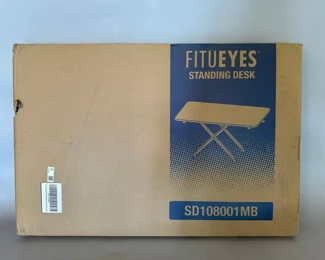 FITUEYES
STANDING DESK
SD108001MB